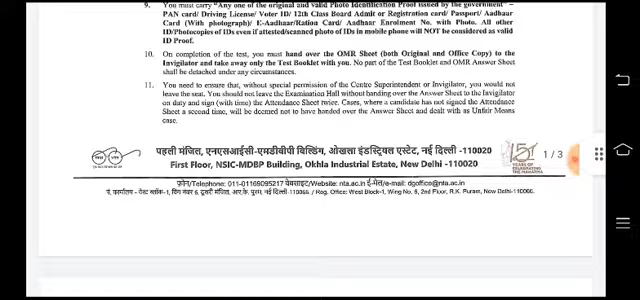 9. You must carry "Any one of the original and valid Photo Identification Proof issued by the government" –
PAN card/ Driving License/ Voter ID/ 12th Class Board Admit or Registration card/ Passport/ Aadhaar
Card (With photograph)/ E-Aadhaar/Ration Card/ Aadhaar Enrolment No. with Photo. All other
ID/Photocopies of IDs even if attested/scanned photo of IDs in mobile phone will NOT be considered as valid
ID Proof.
10. On completion of the test, you must hand over the OMR Sheet (both Original and Office Copy) to the
Invigilator and take away only the Test Booklet with you. No part of the Test Booklet and OMR Answer Sheet
shall be detached under any circumstances.
11. You need to ensure that, without special permission of the Centre Superintendent or Invigilator, you would not
leave the seat. You should not leave the Examination Hall without handing over the Answer Sheet to the Invigilator
on duty and sign (with time) the Attendance Sheet twice. Cases, where a candidate has not signed the Attendance
Sheet a second time, will be deemed not to have handed over the Answer Sheet and dealt with as Unfair Means
case.
पहली मंजिल, एनएसआईसी-एमडीबीपी बिल्डिंग, ओखला इंडस्ट्रियल एस्टेट, नई दिल्ली -110020
First Floor, NSIC-MDBP Building, Okhla Industrial Estate, New Delhi -110020
15
YEARS OF
CELEBRATING
THE MAHATMA
1 / 3
फ़ोन/Telephone: 011-01169095217 वेबसाइट/Website: nta.ac.in ई-मेल/e-mail: dgoffice@nta.ac.in
/ Reg. Office: West Block-1, Wing No. 6, 2nd Floor, R.K. Puram, New Delhi-110066.